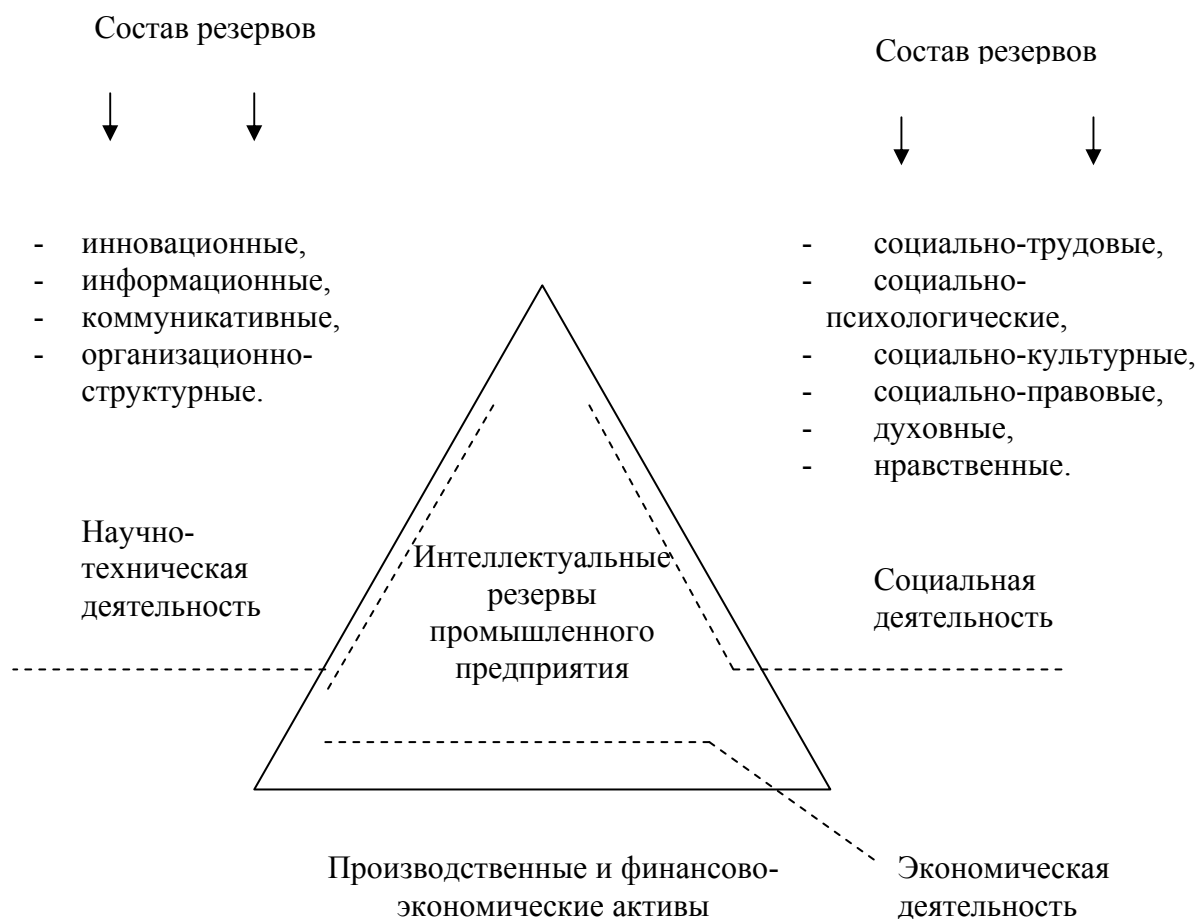 Состав резервов
Состав резервов
- инновационные,
- информационные,
- коммуникативные,
- организационно-
структурные.
- социально-трудовые,
- социально-
психологические,
- социально-культурные,
- социально-правовые,
- духовные,
- нравственные.
Научно-
техническая
деятельность
Интеллектуальные
резервы
промышленного
предприятия
Социальная
деятельность
Производственные и финансово-
экономические активы
Экономическая
деятельность